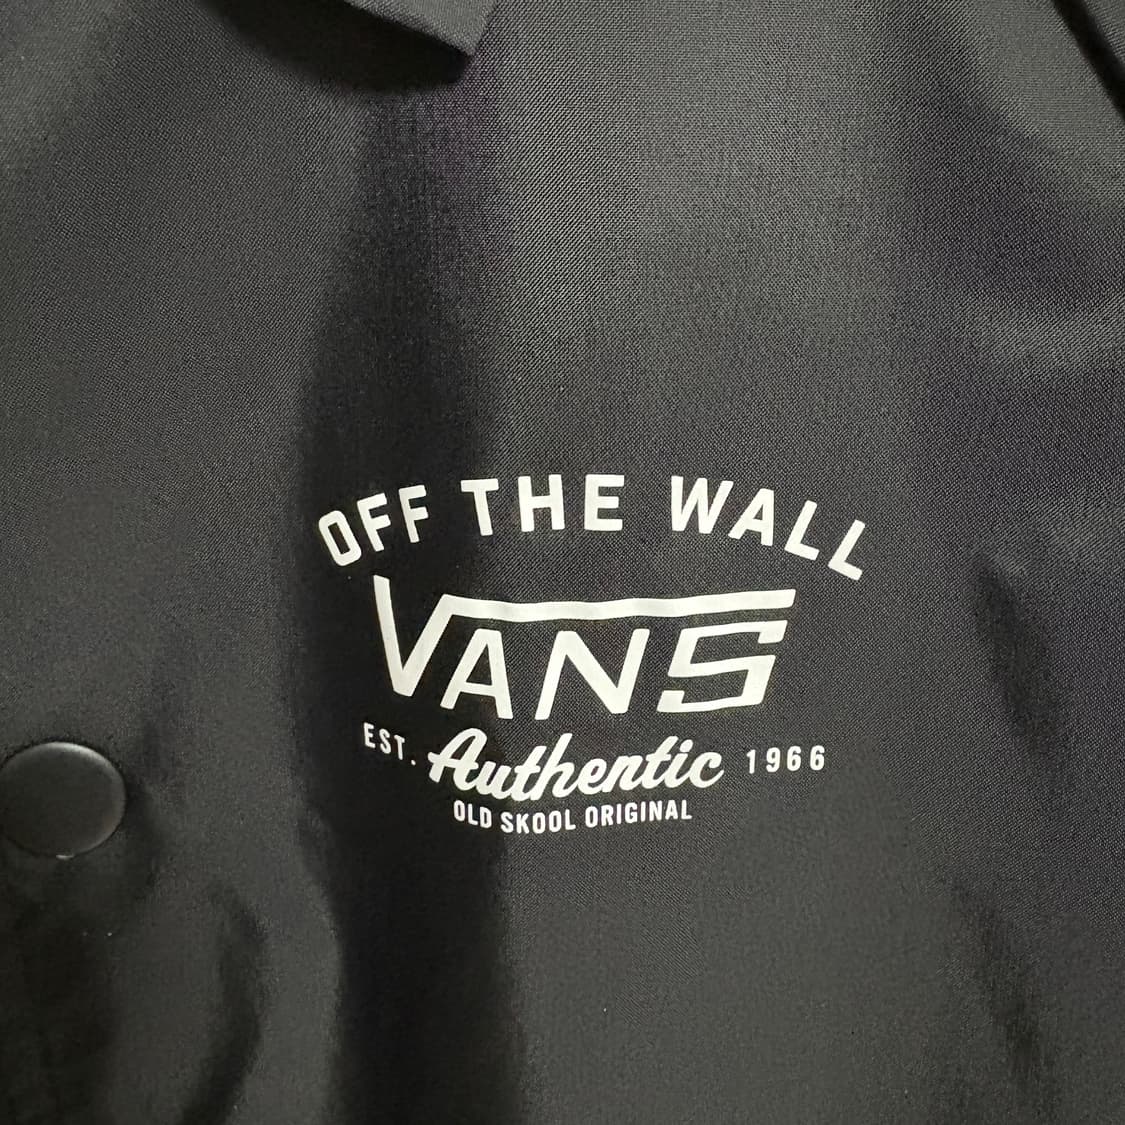 OFF THE WALL
VANS
EST. Authentic 1966
OLD SKOOL ORIGINAL